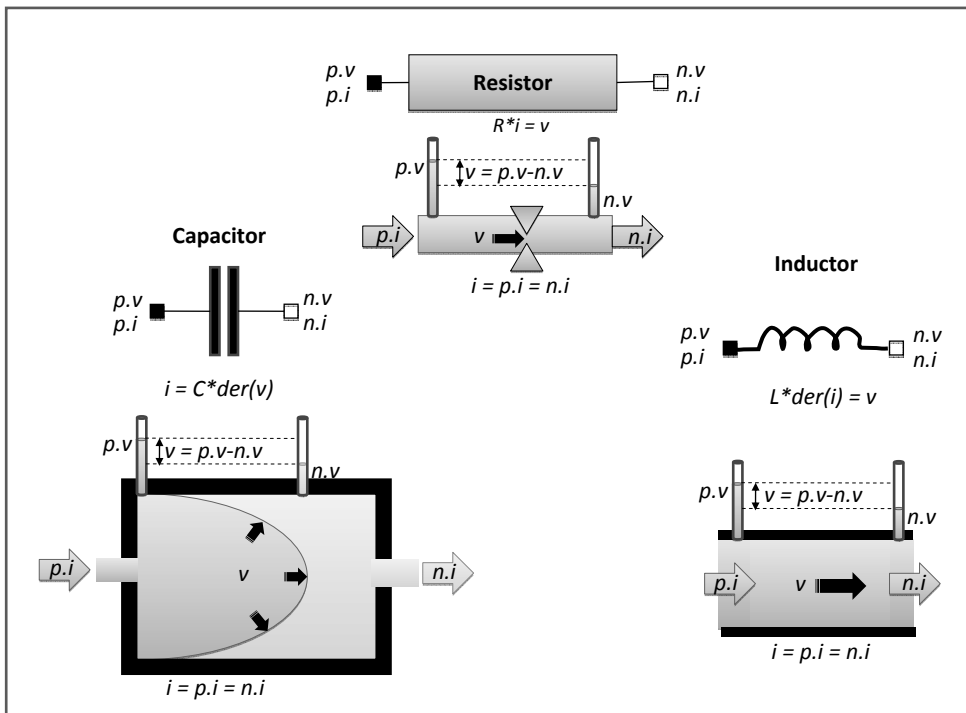 p.v
p.i
Resistor
n.v
n.i
R*i = v
p.v
v = p.v-n.v
n.v
p.i
v
n.i
i = p.i = n.i
Capacitor
p.v
p.i
n.v
n.i
i = C*der(v)
p.v
v = p.v-n.v
n.v
p.i
v
n.i
i = p.i = n.i
Inductor
p.v
p.i
n.v
n.i
L*der(i) = v
p.v
v = p.v-n.v
n.v
p.i
v
n.i
i = p.i = n.i